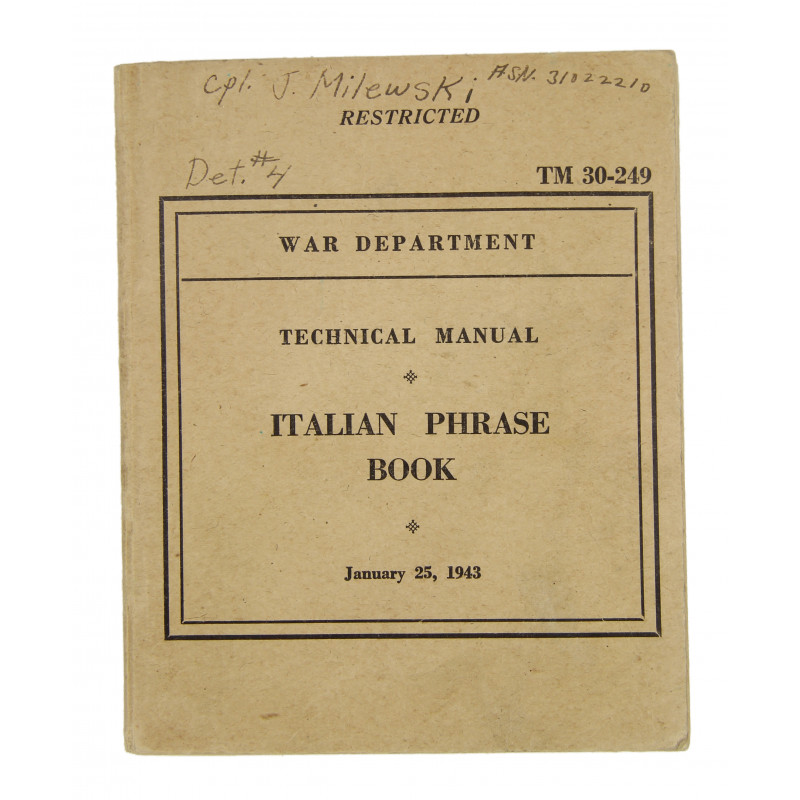 Cpl. J. Milewski ASN. 31022210
RESTRICTED
Det. #4
TM 30-249
WAR DEPARTMENT
TECHNICAL MANUAL
ITALIAN PHRASE
BOOK
January 25, 1943